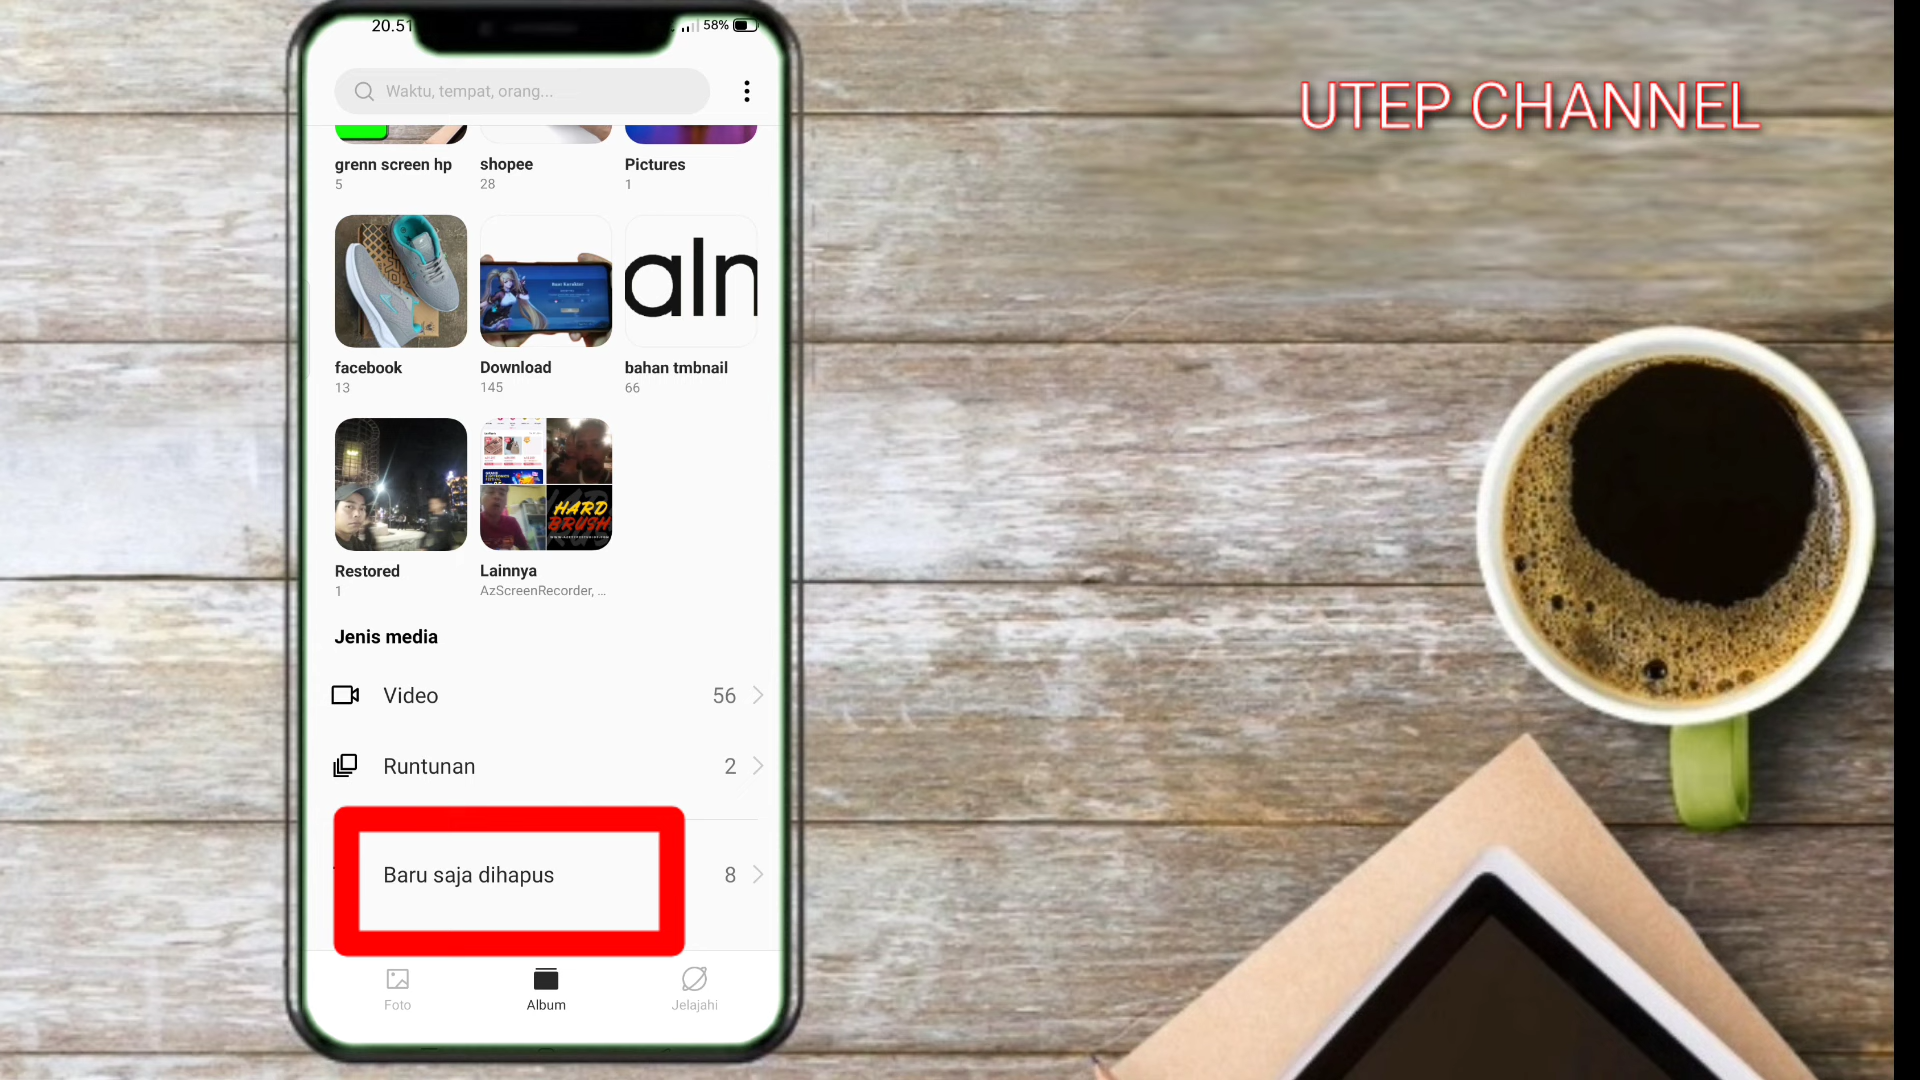 20.51
58%
UTEP CHANNEL
Waktu, tempat, orang...
grenn screen hp
5
shopee
28
Pictures
1
aln
facebook
13
Download
145
bahan tmbnail
66
HARD
BRUSH
Restored
1
Lainnya
AzScreenRecorder, ...
Jenis media
Video 56
Runtunan 2
Baru saja dihapus 8
Foto
Album
Jelajahi